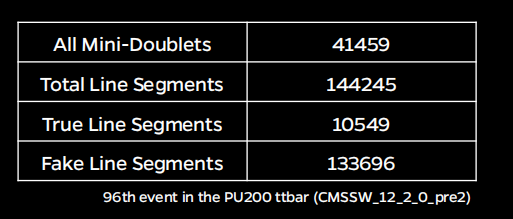 All Mini-Doublets 41459
Total Line Segments 144245
True Line Segments 10549
Fake Line Segments 133696
96th event in the PU200 ttbar (CMSSW_12_2_0_pre2)